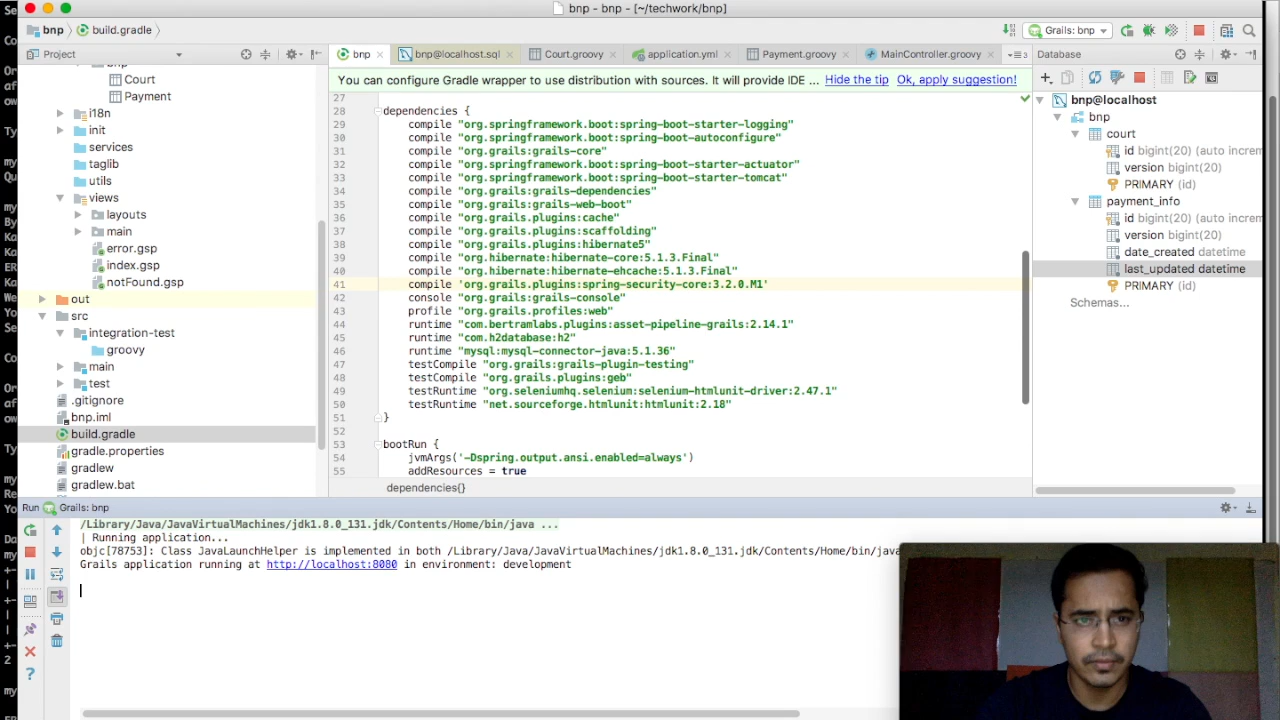 bnp - bnp - [~/techwork/bnp]
bnp
build.gradle
Grails: bnp
Project
bnp
bnp@localhost.sql
Court.groovy
application.yml
Payment.groovy
MainController.groovy
Database
You can configure Gradle wrapper to use distribution with sources. It will provide IDE ... Hide the tip Ok, apply suggestion!
Court
Payment
i18n
init
services
taglib
utils
views
layouts
main
error.gsp
index.gsp
notFound.gsp
out
src
integration-test
groovy
main
test
.gitignore
bnp.iml
build.gradle
gradle.properties
gradlew
gradlew.bat
27
28 dependencies {
29 compile "org.springframework.boot:spring-boot-starter-logging"
30 compile "org.springframework.boot:spring-boot-autoconfigure"
31 compile "org.grails:grails-core"
32 compile "org.springframework.boot:spring-boot-starter-actuator"
33 compile "org.springframework.boot:spring-boot-starter-tomcat"
34 compile "org.grails:grails-dependencies"
35 compile "org.grails:grails-web-boot"
36 compile "org.grails.plugins:cache"
37 compile "org.grails.plugins:scaffolding"
38 compile "org.grails.plugins:hibernate5"
39 compile "org.hibernate:hibernate-core:5.1.3.Final"
40 compile "org.hibernate:hibernate-ehcache:5.1.3.Final"
41 compile 'org.grails.plugins:spring-security-core:3.2.0.M1'
42 console "org.grails:grails-console"
43 profile "org.grails.profiles:web"
44 runtime "com.bertramlabs.plugins:asset-pipeline-grails:2.14.1"
45 runtime "com.h2database:h2"
46 runtime "mysql:mysql-connector-java:5.1.36"
47 testCompile "org.grails:grails-plugin-testing"
48 testCompile "org.grails.plugins:geb"
49 testRuntime "org.seleniumhq.selenium:selenium-htmlunit-driver:2.47.1"
50 testRuntime "net.sourceforge.htmlunit:htmlunit:2.18"
51 }
52
53 bootRun {
54 jvmArgs('-Dspring.output.ansi.enabled=always')
55 addResources = true
dependencies{}
bnp@localhost
bnp
court
id bigint(20) (auto increm
version bigint(20)
PRIMARY (id)
payment_info
id bigint(20) (auto increm
version bigint(20)
date_created datetime
last_updated datetime
PRIMARY (id)
Schemas...
Run Grails: bnp
/Library/Java/JavaVirtualMachines/jdk1.8.0_131.jdk/Contents/Home/bin/java ...
| Running application...
objc[78753]: Class JavaLaunchHelper is implemented in both /Library/Java/JavaVirtualMachines/jdk1.8.0_131.jdk/Contents/Home/bin/java
Grails application running at http://localhost:8080 in environment: development